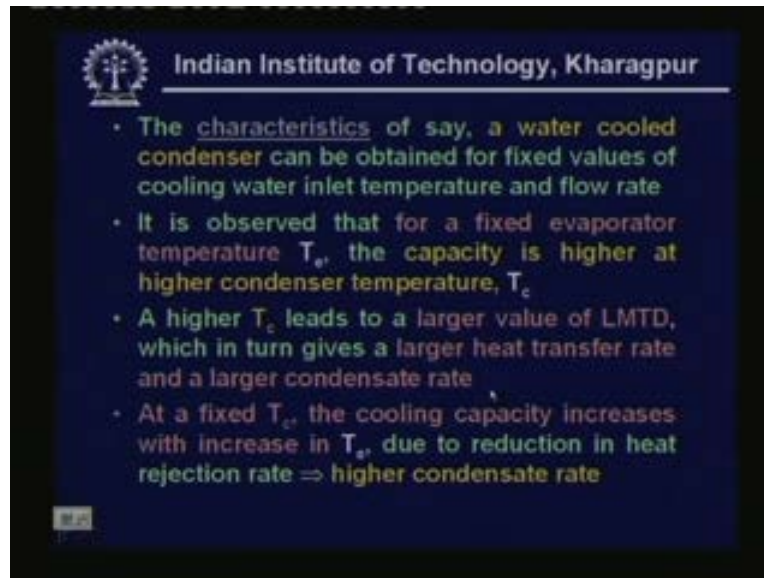 Indian Institute of Technology, Kharagpur
• The characteristics of say, a water cooled
condenser can be obtained for fixed values of
cooling water inlet temperature and flow rate
• It is observed that for a fixed evaporator
temperature Te, the capacity is higher at
higher condenser temperature, Tc
• A higher Tc leads to a larger value of LMTD,
which in turn gives a larger heat transfer rate
and a larger condensate rate
• At a fixed Tc, the cooling capacity increases
with increase in Te, due to reduction in heat
rejection rate ⇒ higher condensate rate